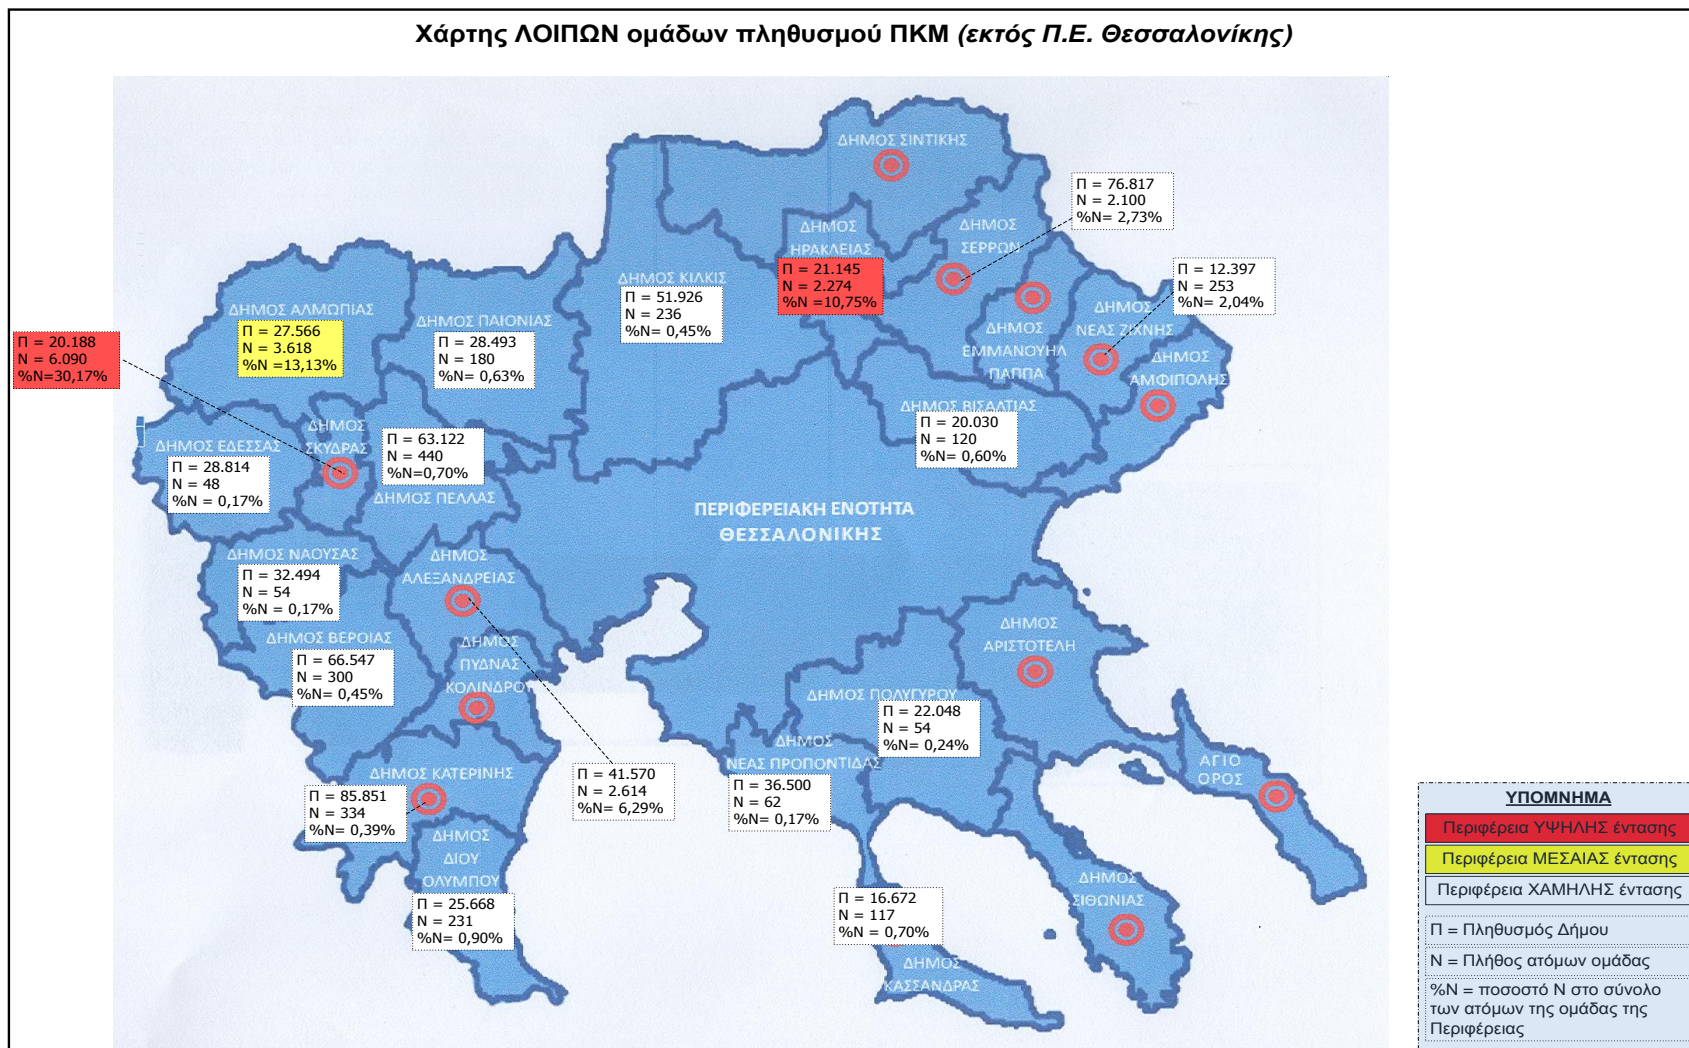 Χάρτης ΛΟΙΠΩΝ ομάδων πληθυσμού ΠΚΜ (εκτός Π.Ε. Θεσσαλονίκης)
ΔΗΜΟΣ ΣΙΝΤΙΚΗΣ
Π = 76.817
Ν = 2.100
%Ν= 2,73%
ΔΗΜΟΣ
ΗΡΑΚΛΕΙΑΣ
Π = 21.145
Ν = 2.274
%Ν =10,75%
ΔΗΜΟΣ
ΣΕΡΡΩΝ
Π = 12.397
Ν = 253
%Ν= 2,04%
ΔΗΜΟΣ ΚΙΛΚΙΣ
Π = 51.926
Ν = 236
%Ν= 0,45%
ΔΗΜΟΣ ΑΛΜΩΠΙΑΣ
Π = 27.566
Ν = 3.618
%Ν =13,13%
ΔΗΜΟΣ ΠΑΙΟΝΙΑΣ
Π = 28.493
Ν = 180
%Ν= 0,63%
Π = 20.188
Ν = 6.090
%Ν=30,17%
ΔΗΜΟΣ
ΕΜΜΑΝΟΥΗΛ
ΠΑΠΠΑ
ΔΗΜΟΣ
ΝΕΑΣ ΖΙΧΝΗΣ
ΔΗΜΟΣ
ΑΜΦΙΠΟΛΗΣ
ΔΗΜΟΣ ΒΙΣΑΛΤΙΑΣ
Π = 20.030
Ν = 120
%Ν= 0,60%
ΔΗΜΟΣ ΕΔΕΣΣΑΣ
Π = 28.814
Ν = 48
%Ν= 0,17%
ΔΗΜΟΣ
ΣΚΥΔΡΑΣ
Π = 63.122
Ν = 440
%Ν=0,70%
ΔΗΜΟΣ ΠΕΛΛΑΣ
ΠΕΡΙΦΕΡΕΙΑΚΗ ΕΝΟΤΗΤΑ
ΘΕΣΣΑΛΟΝΙΚΗΣ
ΔΗΜΟΣ ΝΑΟΥΣΑΣ
Π = 32.494
Ν = 54
%Ν = 0,17%
ΔΗΜΟΣ
ΑΛΕΞΑΝΔΡΕΙΑΣ
ΔΗΜΟΣ ΒΕΡΟΙΑΣ
Π = 66.547
Ν = 300
%Ν= 0,45%
ΔΗΜΟΣ
ΠΥΔΝΑΣ
ΚΟΛΙΝΔΡΟΥ
ΔΗΜΟΣ
ΑΡΙΣΤΟΤΕΛΗ
ΔΗΜΟΣ ΠΟΛΥΓΥΡΟΥ
Π = 22.048
Ν = 54
%Ν= 0,24%
ΔΗΜΟΣ
ΝΕΑΣ ΠΡΟΠΟΝΤΙΔΑΣ
Π = 36.500
Ν = 62
%Ν= 0,17%
ΑΓΙΟ
ΟΡΟΣ
ΔΗΜΟΣ ΚΑΤΕΡΙΝΗΣ
Π = 85.851
Ν = 334
%Ν= 0,39%
Π = 41.570
Ν = 2.614
%Ν= 6,29%
ΔΗΜΟΣ
ΔΙΟΥ
ΟΛΥΜΠΟΥ
Π = 25.668
Ν = 231
%Ν= 0,90%
Π = 16.672
Ν = 117
%Ν = 0,70%
ΔΗΜΟΣ
ΣΙΘΩΝΙΑΣ
ΔΗΜΟΣ
ΚΑΣΣΑΝΔΡΑΣ
ΥΠΟΜΝΗΜΑ
Περιφέρεια ΥΨΗΛΗΣ έντασης
Περιφέρεια ΜΕΣΑΙΑΣ έντασης
Περιφέρεια ΧΑΜΗΛΗΣ έντασης
Π = Πληθυσμός Δήμου
Ν = Πλήθος ατόμων ομάδας
%Ν = ποσοστό Ν στο σύνολο
των ατόμων της ομάδας της
Περιφέρειας